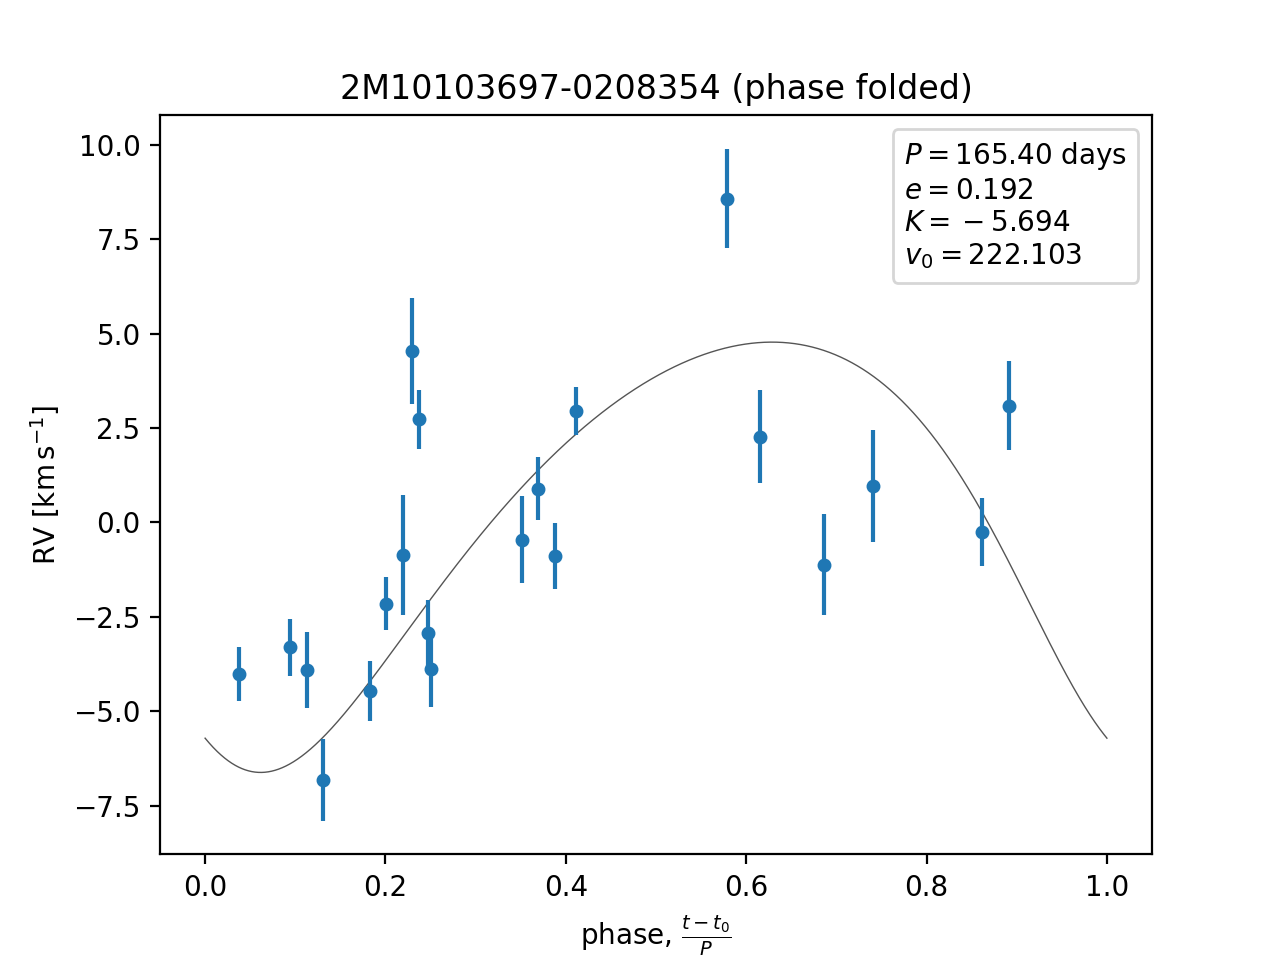 2M10103697-0208354 (phase folded)
P = 165.40 days
e = 0.192
K = −5.694
v₀ = 222.103
10.0
7.5
5.0
2.5
0.0
−2.5
−5.0
−7.5
RV [km s⁻¹]
0.0 0.2 0.4 0.6 0.8 1.0
phase, (t − t₀)/P